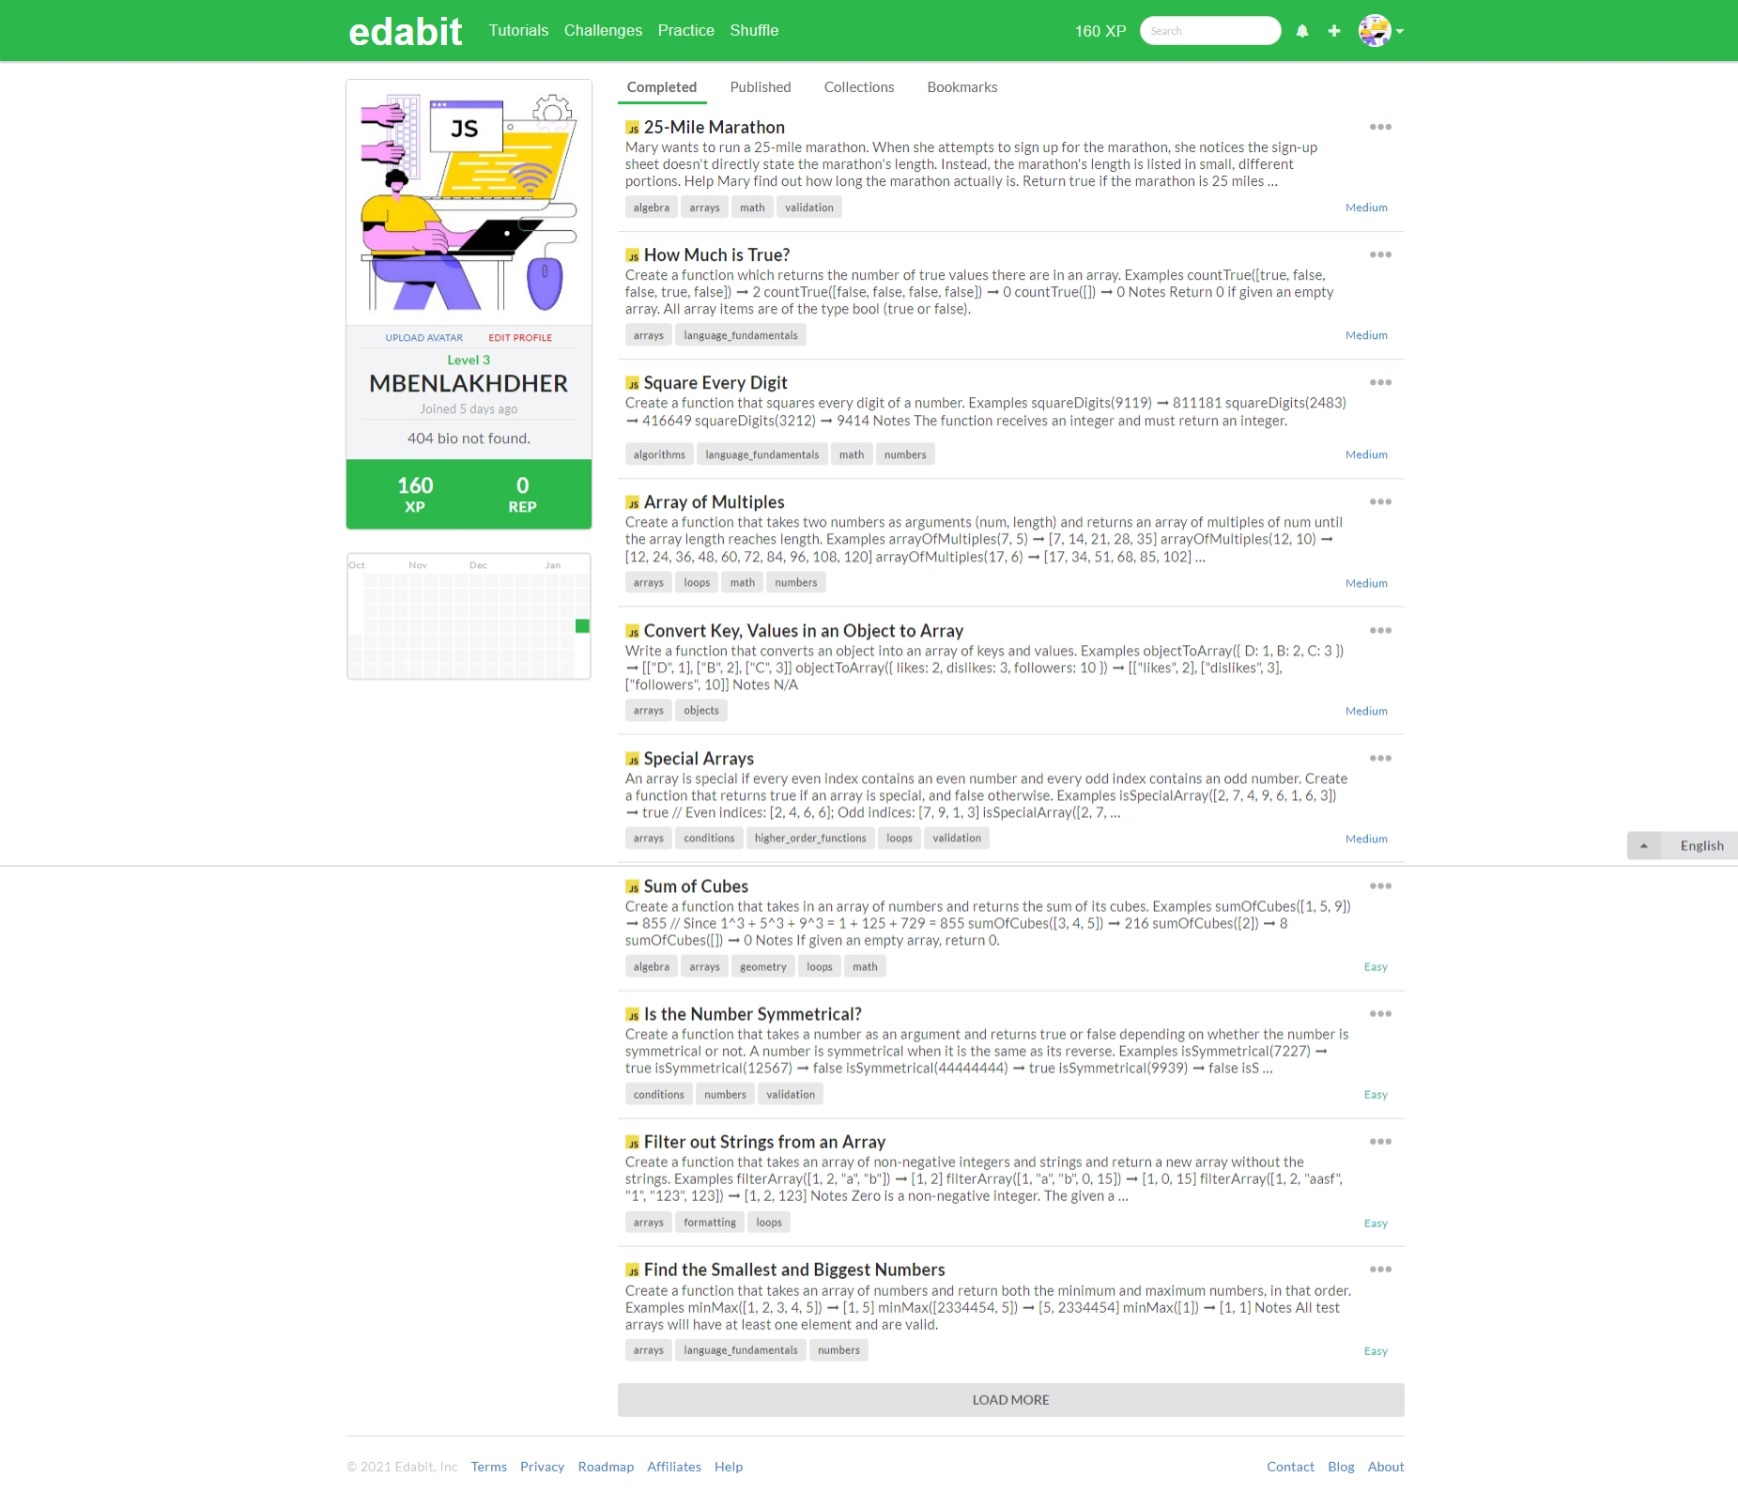 edabit Tutorials Challenges Practice Shuffle 160 XP Search
JS
UPLOAD AVATAR EDIT PROFILE
Level 3
MBENLAKHDHER
Joined 5 days ago
404 bio not found.
160 0
XP REP
Oct Nov Dec Jan
Completed Published Collections Bookmarks
JS 25-Mile Marathon
Mary wants to run a 25-mile marathon. When she attempts to sign up for the marathon, she notices the sign-up
sheet doesn't directly state the marathon's length. Instead, the marathon's length is listed in small, different
portions. Help Mary find out how long the marathon actually is. Return true if the marathon is 25 miles ...
algebra arrays math validation Medium
JS How Much is True?
Create a function which returns the number of true values there are in an array. Examples countTrue([true, false,
false, true, false]) ➞ 2 countTrue([false, false, false, false]) ➞ 0 countTrue([]) ➞ 0 Notes Return 0 if given an empty
array. All array items are of the type bool (true or false).
arrays language_fundamentals Medium
JS Square Every Digit
Create a function that squares every digit of a number. Examples squareDigits(9119) ➞ 811181 squareDigits(2483)
➞ 416649 squareDigits(3212) ➞ 9414 Notes The function receives an integer and must return an integer.
algorithms language_fundamentals math numbers Medium
JS Array of Multiples
Create a function that takes two numbers as arguments (num, length) and returns an array of multiples of num until
the array length reaches length. Examples arrayOfMultiples(7, 5) ➞ [7, 14, 21, 28, 35] arrayOfMultiples(12, 10) ➞
[12, 24, 36, 48, 60, 72, 84, 96, 108, 120] arrayOfMultiples(17, 6) ➞ [17, 34, 51, 68, 85, 102] ...
arrays loops math numbers Medium
JS Convert Key, Values in an Object to Array
Write a function that converts an object into an array of keys and values. Examples objectToArray({ D: 1, B: 2, C: 3 })
➞ [["D", 1], ["B", 2], ["C", 3]] objectToArray({ likes: 2, dislikes: 3, followers: 10 }) ➞ [["likes", 2], ["dislikes", 3],
["followers", 10]] Notes N/A
arrays objects Medium
JS Special Arrays
An array is special if every even index contains an even number and every odd index contains an odd number. Create
a function that returns true if an array is special, and false otherwise. Examples isSpecialArray([2, 7, 4, 9, 6, 1, 6, 3])
➞ true // Even indices: [2, 4, 6, 6]; Odd indices: [7, 9, 1, 3] isSpecialArray([2, 7, ...
arrays conditions higher_order_functions loops validation Medium
English
JS Sum of Cubes
Create a function that takes in an array of numbers and returns the sum of its cubes. Examples sumOfCubes([1, 5, 9])
➞ 855 // Since 1^3 + 5^3 + 9^3 = 1 + 125 + 729 = 855 sumOfCubes([3, 4, 5]) ➞ 216 sumOfCubes([2]) ➞ 8
sumOfCubes([]) ➞ 0 Notes If given an empty array, return 0.
algebra arrays geometry loops math Easy
JS Is the Number Symmetrical?
Create a function that takes a number as an argument and returns true or false depending on whether the number is
symmetrical or not. A number is symmetrical when it is the same as its reverse. Examples isSymmetrical(7227) ➞
true isSymmetrical(12567) ➞ false isSymmetrical(44444444) ➞ true isSymmetrical(9939) ➞ false isS ...
conditions numbers validation Easy
JS Filter out Strings from an Array
Create a function that takes an array of non-negative integers and strings and return a new array without the
strings. Examples filterArray([1, 2, "a", "b"]) ➞ [1, 2] filterArray([1, "a", "b", 0, 15]) ➞ [1, 0, 15] filterArray([1, 2, "aasf",
"1", "123", 123]) ➞ [1, 2, 123] Notes Zero is a non-negative integer. The given a ...
arrays formatting loops Easy
JS Find the Smallest and Biggest Numbers
Create a function that takes an array of numbers and return both the minimum and maximum numbers, in that order.
Examples minMax([1, 2, 3, 4, 5]) ➞ [1, 5] minMax([2334454, 5]) ➞ [5, 2334454] minMax([1]) ➞ [1, 1] Notes All test
arrays will have at least one element and are valid.
arrays language_fundamentals numbers Easy
LOAD MORE
© 2021 Edabit, Inc Terms Privacy Roadmap Affiliates Help Contact Blog About